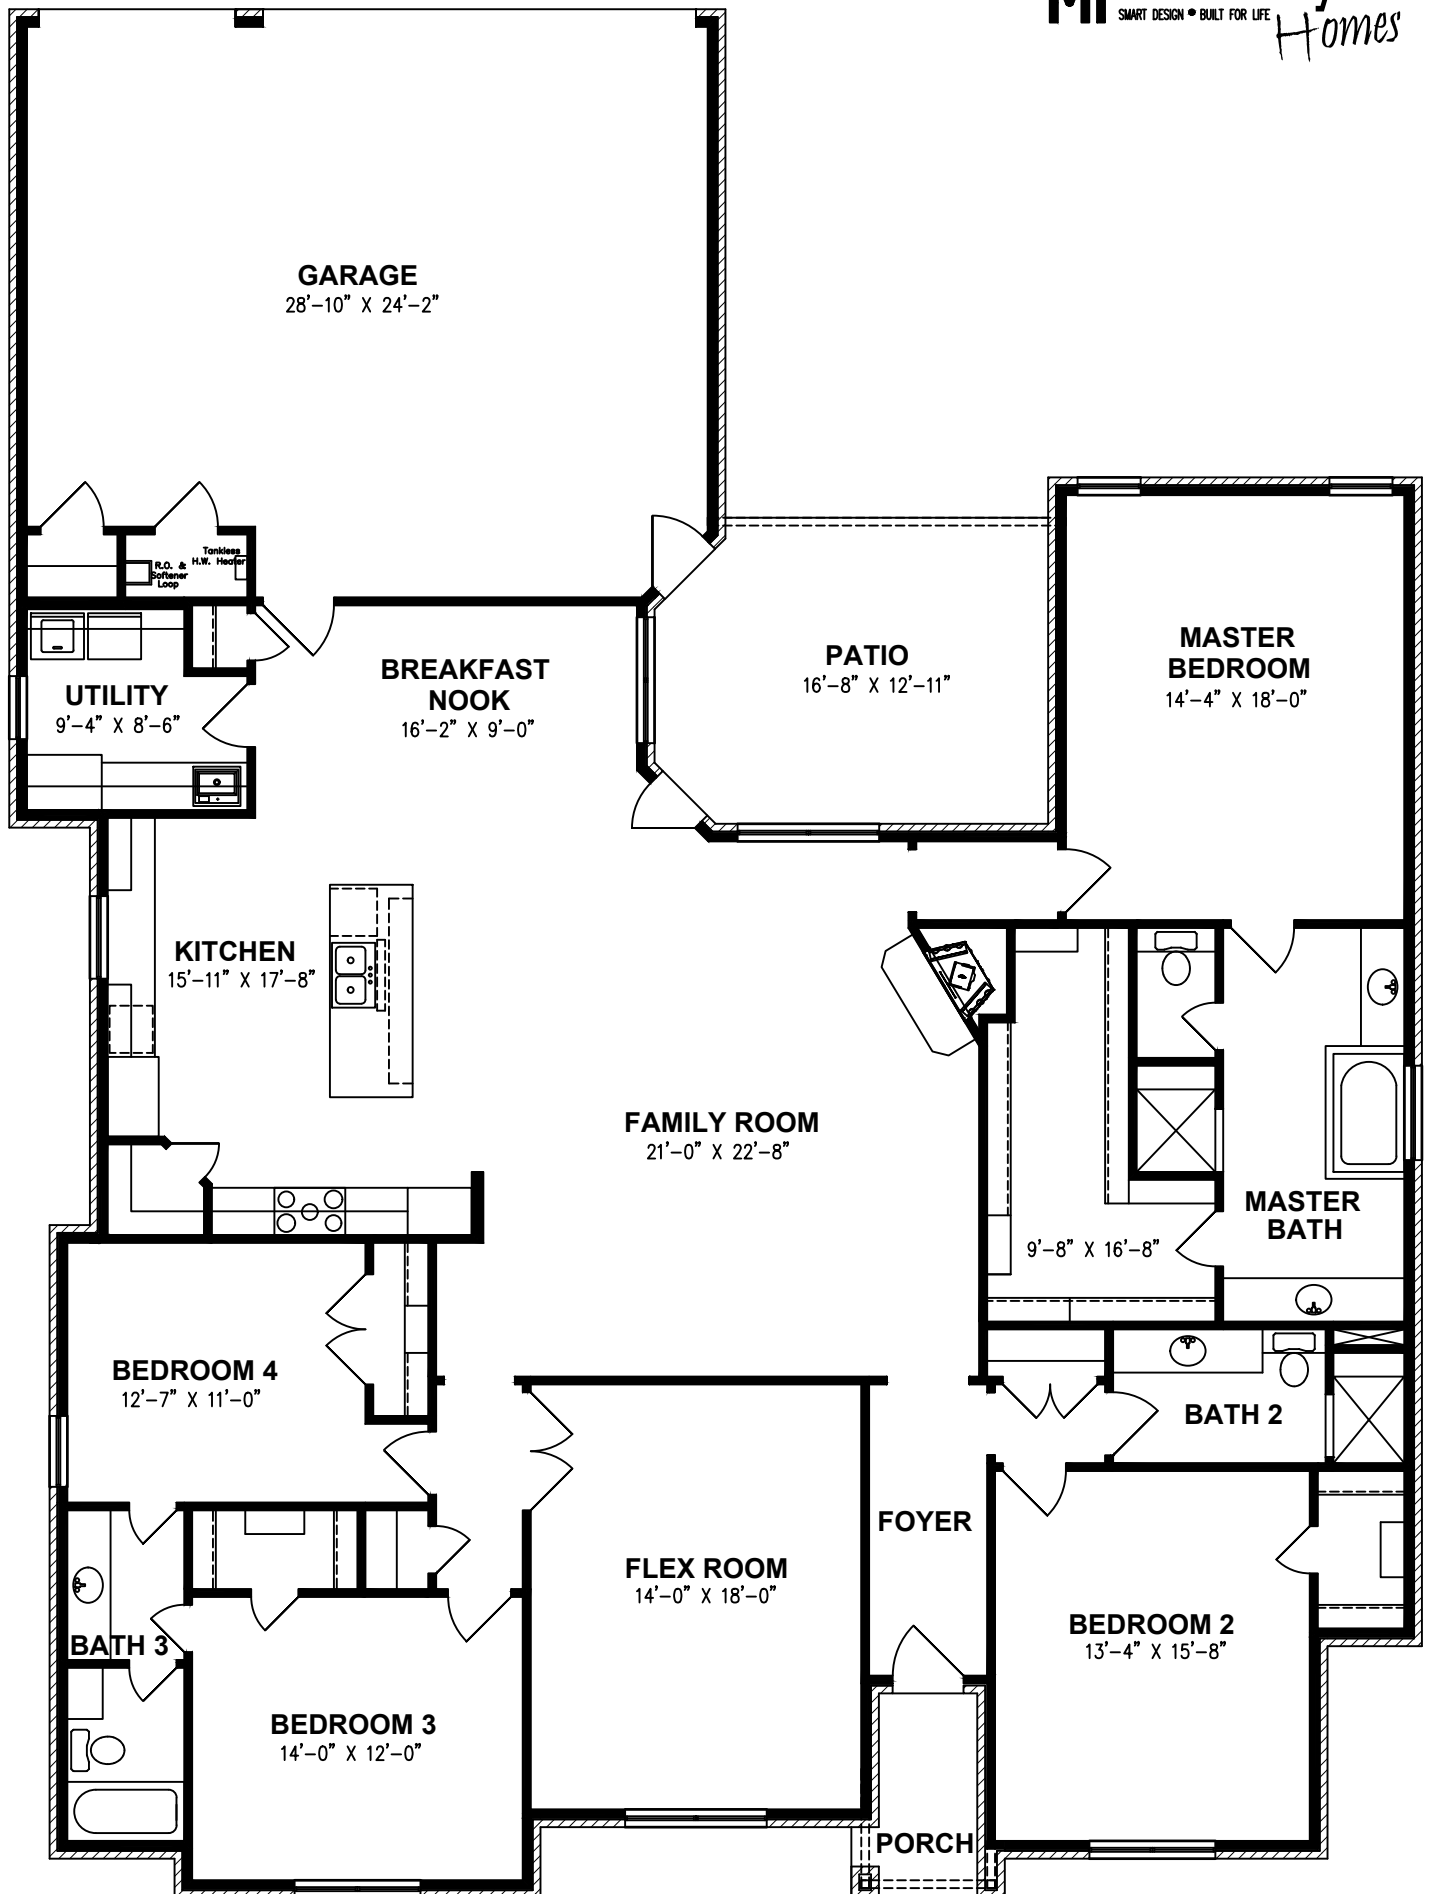 SMART DESIGN • BUILT FOR LIFE
Homes
GARAGE
28'-10" X 24'-2"
Tankless
H.W. Heater
R.O. &
Softener
Loop
UTILITY
9'-4" X 8'-6"
BREAKFAST
NOOK
16'-2" X 9'-0"
PATIO
16'-8" X 12'-11"
MASTER
BEDROOM
14'-4" X 18'-0"
KITCHEN
15'-11" X 17'-8"
FAMILY ROOM
21'-0" X 22'-8"
MASTER
BATH
9'-8" X 16'-8"
BEDROOM 4
12'-7" X 11'-0"
BATH 2
FOYER
FLEX ROOM
14'-0" X 18'-0"
BATH 3
BEDROOM 2
13'-4" X 15'-8"
BEDROOM 3
14'-0" X 12'-0"
PORCH